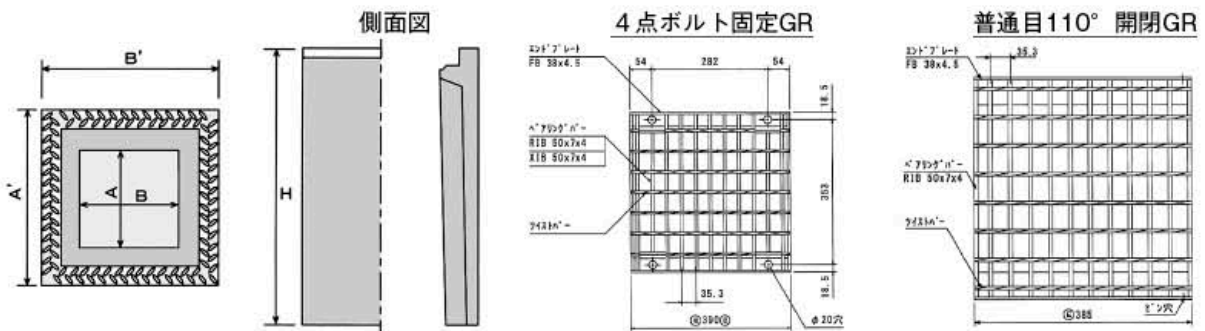 側面図
４点ボルト固定GR
普通目110°開閉GR
B'
A'
A
B
H
エンドプレート
FB 38x4.5
54
282
54
18.5
ベアリングバー
RIB 50x7x4
XIB 50x7x4
353
ツイストバー
18.5
35.3
390
φ20穴
エンドプレート
FB 38x4.5
35.3
ベアリングバー
RIB 50x7x4
ツイストバー
ピン穴
385